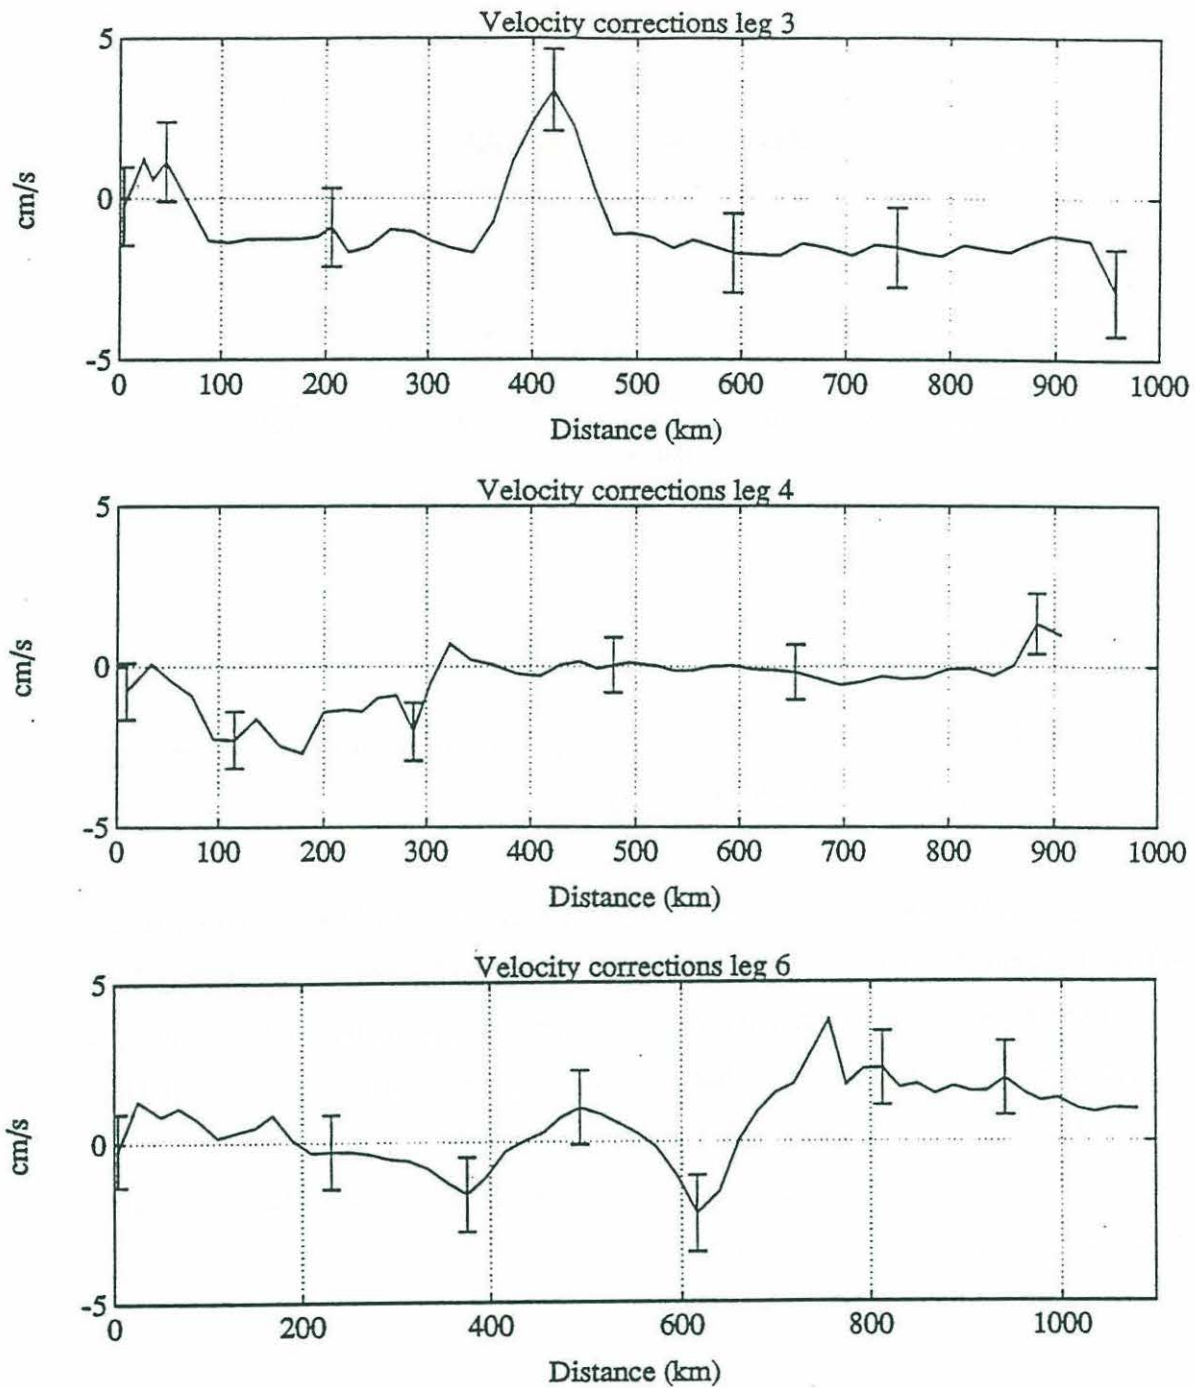 Velocity corrections leg 3
5
0
-5
cm/s
0 100 200 300 400 500 600 700 800 900 1000
Distance (km)
Velocity corrections leg 4
5
0
-5
cm/s
0 100 200 300 400 500 600 700 800 900 1000
Distance (km)
Velocity corrections leg 6
5
0
-5
cm/s
0 200 400 600 800 1000
Distance (km)